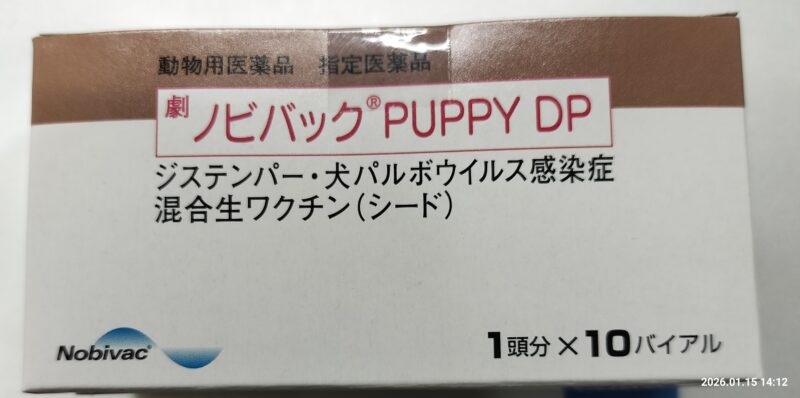 動物用医薬品 指定医薬品
劇 ノビバック®PUPPY DP
ジステンパー・犬パルボウイルス感染症
混合生ワクチン(シード)
Nobivac®
1頭分×10バイアル
2026.01.15 14:12